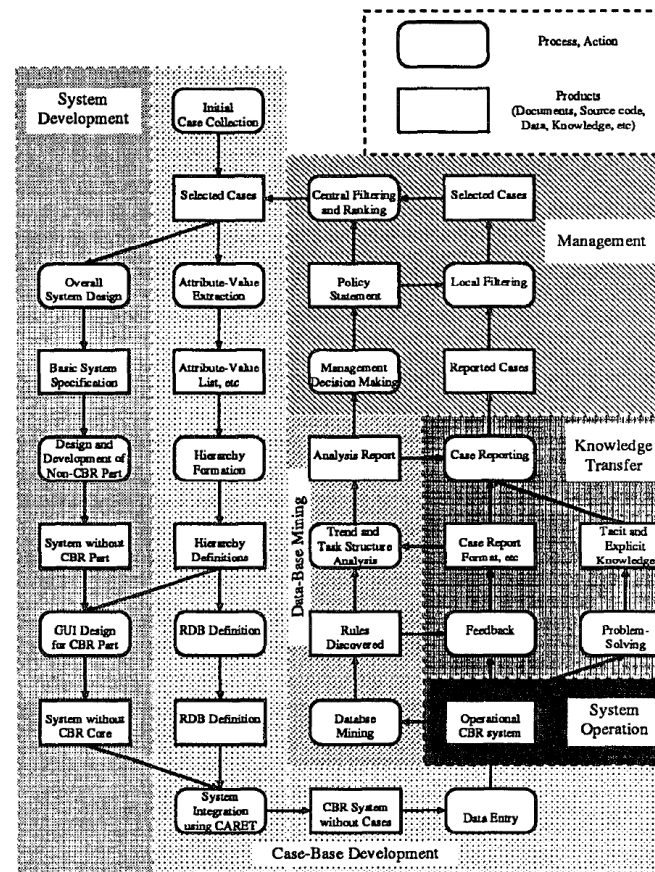 Process, Action
Products
(Documents, Source code,
Data, Knowledge, etc)
System
Development
Initial
Case Collection
Selected Cases
Central Filtering
and Ranking
Selected Cases
Management
Overall
System Design
Attribute-Value
Extraction
Policy
Statement
Local Filtering
Basic System
Specification
Attribute-Value
List, etc
Management
Decision Making
Reported Cases
Design and
Development of
Non-CBR Part
Hierarchy
Formation
Analysis Report
Case Reporting
Knowledge
Transfer
System without
CBR Part
Hierarchy
Definitions
Data-Base Mining
Trend and
Task Structure
Analysis
Case Report
Format, etc
Tacit and
Explicit
Knowledge
GUI Design
for CBR Part
RDB Definition
Rules
Discovered
Feedback
Problem-
Solving
System without
CBR Core
RDB Definition
Databse
Mining
Operational
CBR system
System
Operation
System
Integration
using CARET
CBR System
without Cases
Data Entry
Case-Base Development